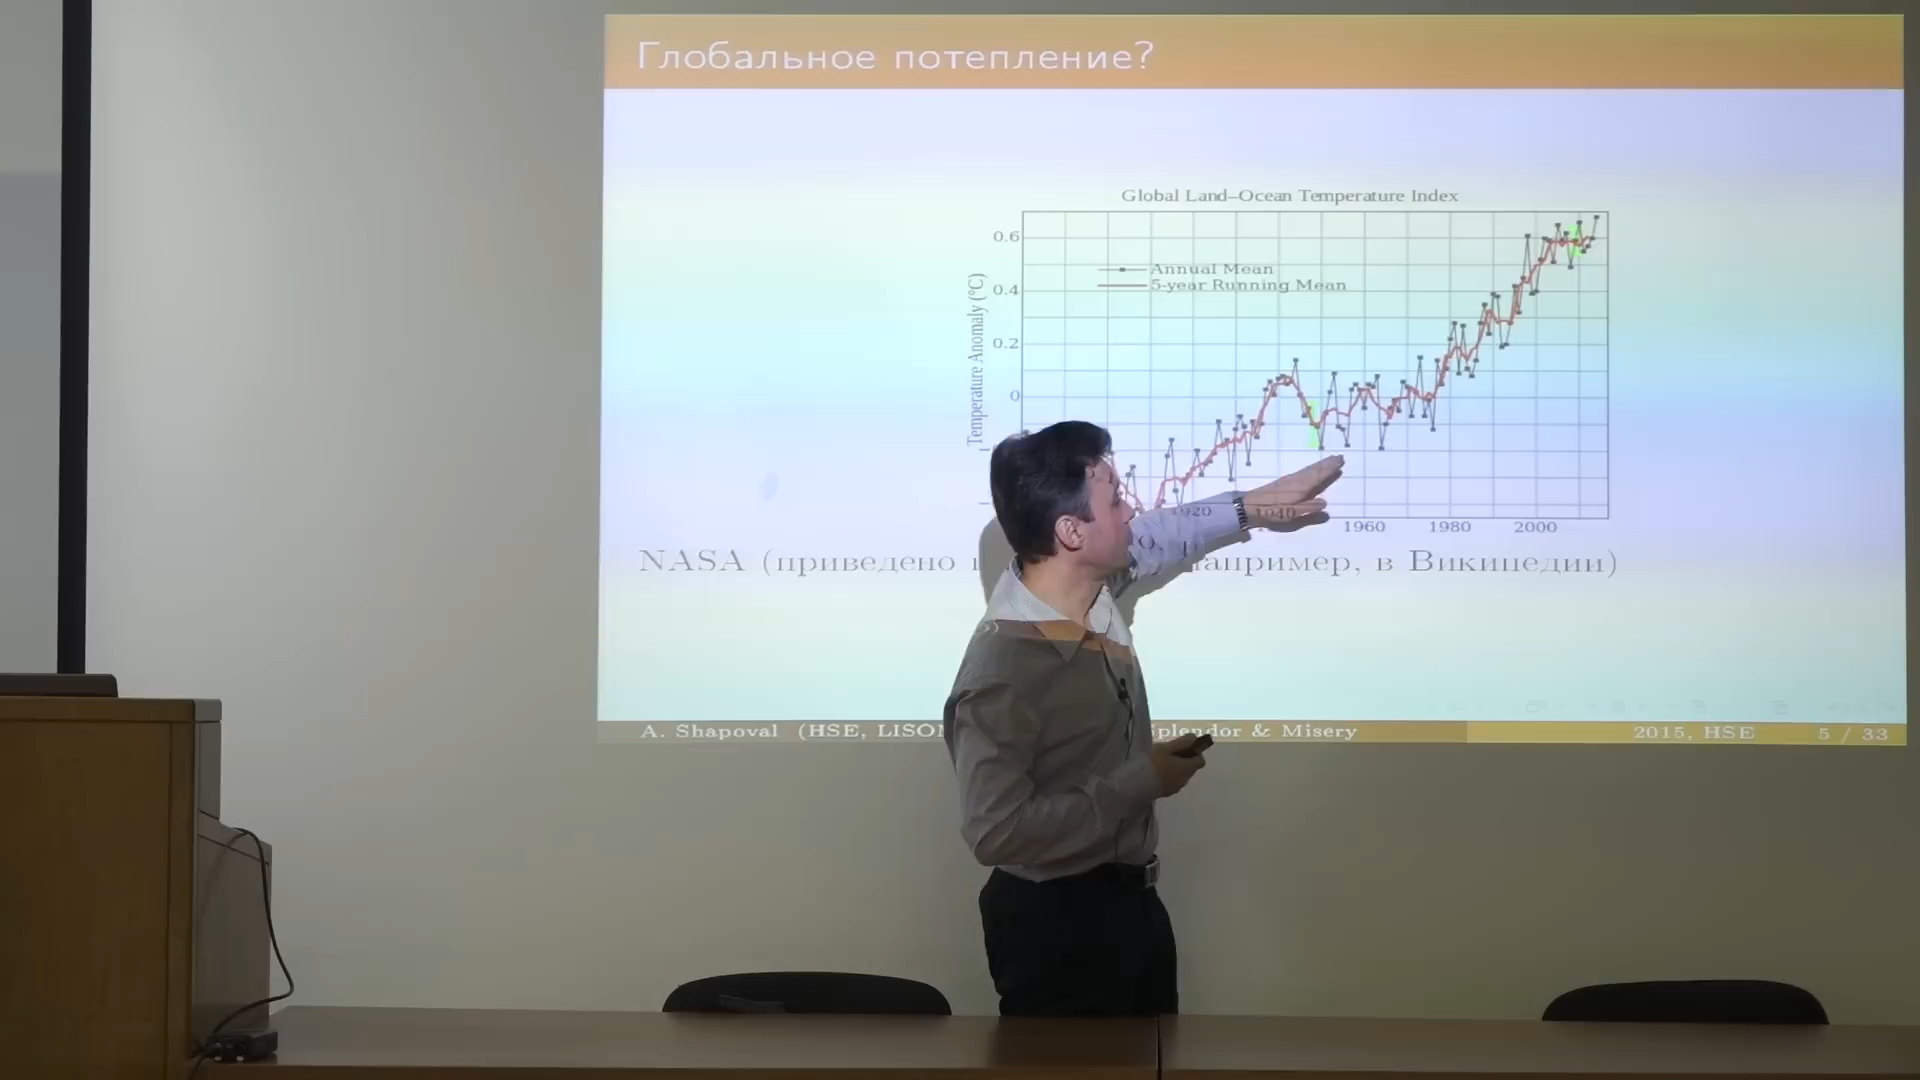 Глобальное потепление?
Global Land–Ocean Temperature Index
0.6
Annual Mean
5-year Running Mean
0.4
Temperature Anomaly (°C)
0.2
0
1920 1940 1960 1980 2000
NASA (приведено например, в Википедии)
A. Shapoval (HSE, LISOM Splendor & Misery 2015, HSE 5 / 33